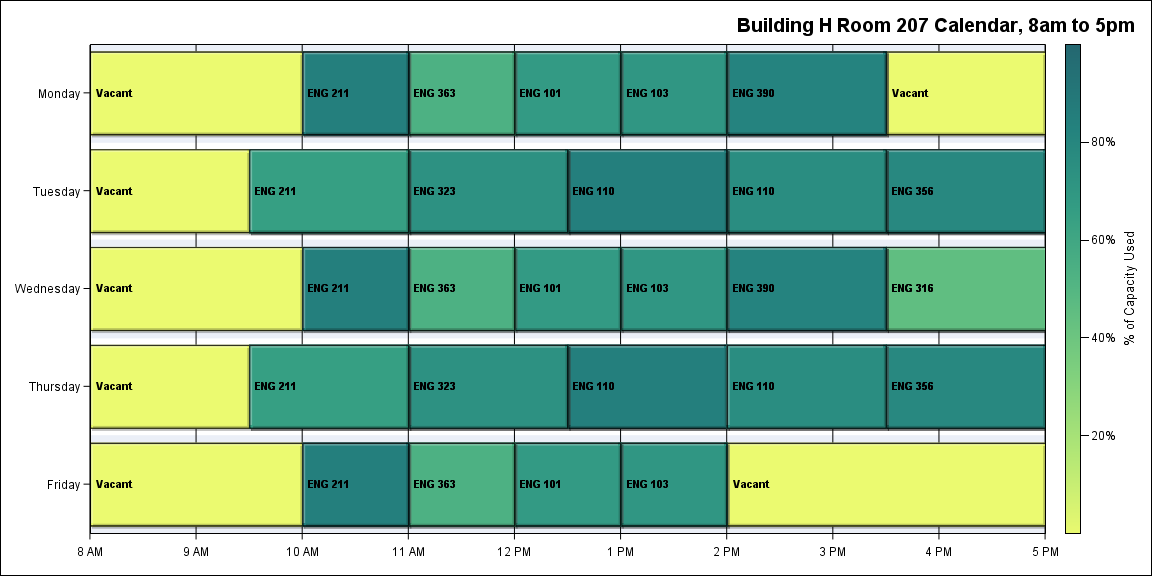 Building H Room 207 Calendar, 8am to 5pm
Monday
Vacant
ENG 211
ENG 363
ENG 101
ENG 103
ENG 390
Vacant
Tuesday
Vacant
ENG 211
ENG 323
ENG 110
ENG 110
ENG 356
Wednesday
Vacant
ENG 211
ENG 363
ENG 101
ENG 103
ENG 390
ENG 316
Thursday
Vacant
ENG 211
ENG 323
ENG 110
ENG 110
ENG 356
Friday
Vacant
ENG 211
ENG 363
ENG 101
ENG 103
Vacant
8 AM
9 AM
10 AM
11 AM
12 PM
1 PM
2 PM
3 PM
4 PM
5 PM
80%
60%
40%
20%
% of Capacity Used